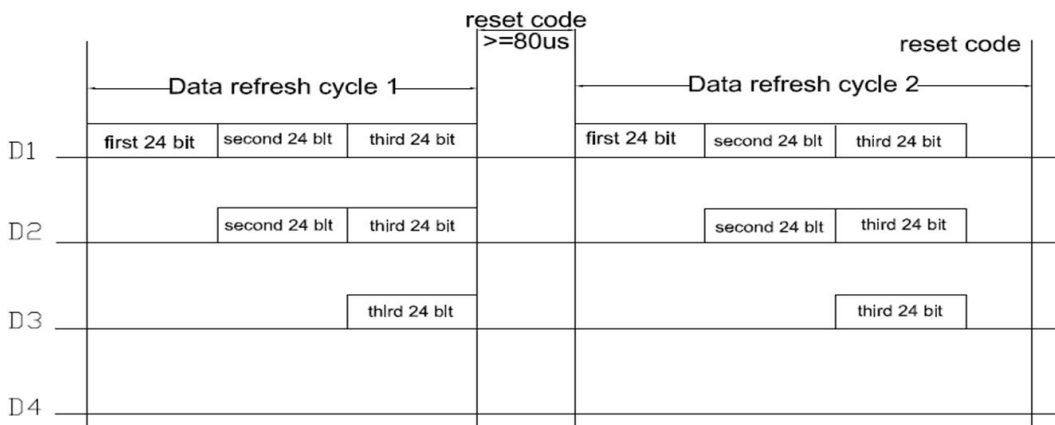 reset code
>=80us
reset code
Data refresh cycle 1
Data refresh cycle 2
D1
first 24 bit
second 24 blt
third 24 bit
first 24 bit
second 24 blt
third 24 bit
D2
second 24 blt
third 24 bit
second 24 blt
third 24 bit
D3
thlrd 24 blt
third 24 bit
D4